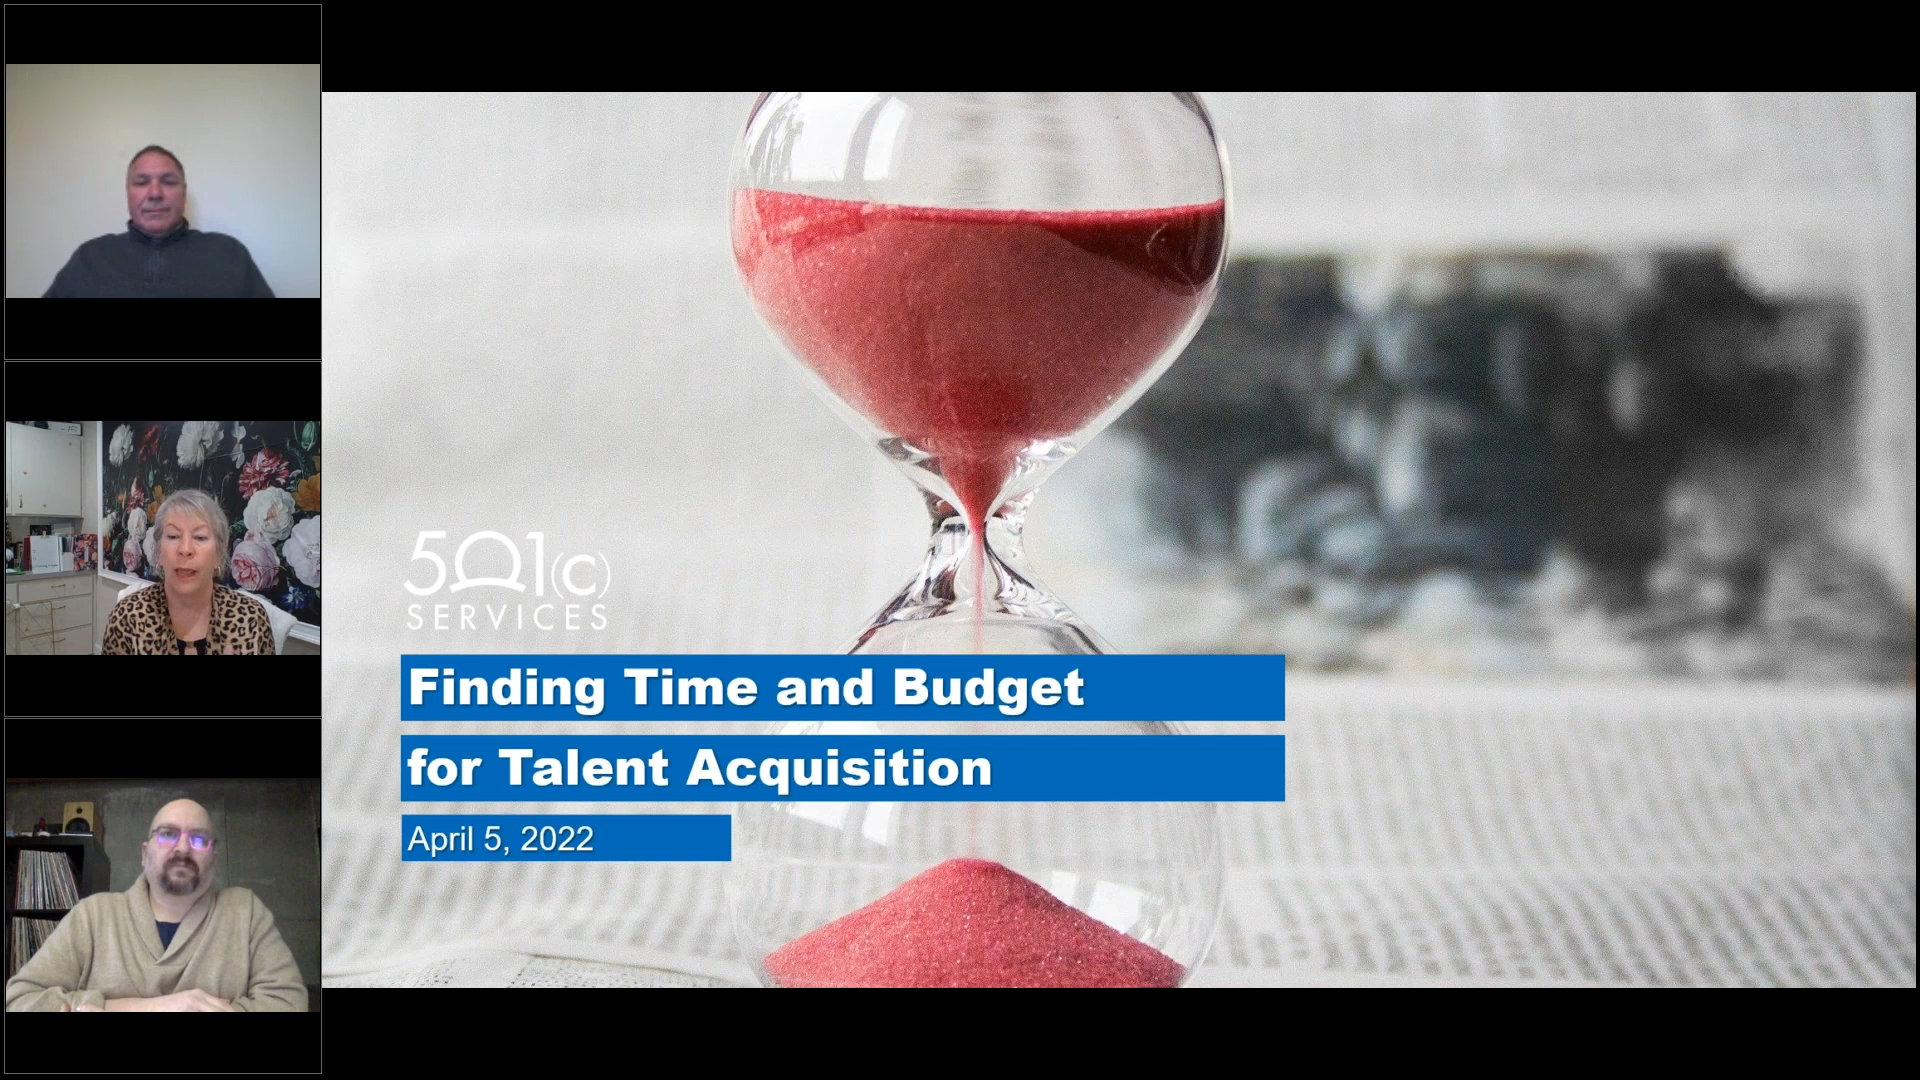 501(c)
SERVICES
Finding Time and Budget
for Talent Acquisition
April 5, 2022